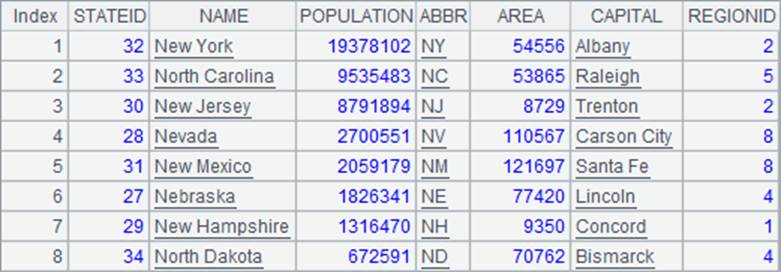 Index STATEID NAME POPULATION ABBR AREA CAPITAL REGIONID
1 32 New York 19378102 NY 54556 Albany 2
2 33 North Carolina 9535483 NC 53865 Raleigh 5
3 30 New Jersey 8791894 NJ 8729 Trenton 2
4 28 Nevada 2700551 NV 110567 Carson City 8
5 31 New Mexico 2059179 NM 121697 Santa Fe 8
6 27 Nebraska 1826341 NE 77420 Lincoln 4
7 29 New Hampshire 1316470 NH 9350 Concord 1
8 34 North Dakota 672591 ND 70762 Bismarck 4